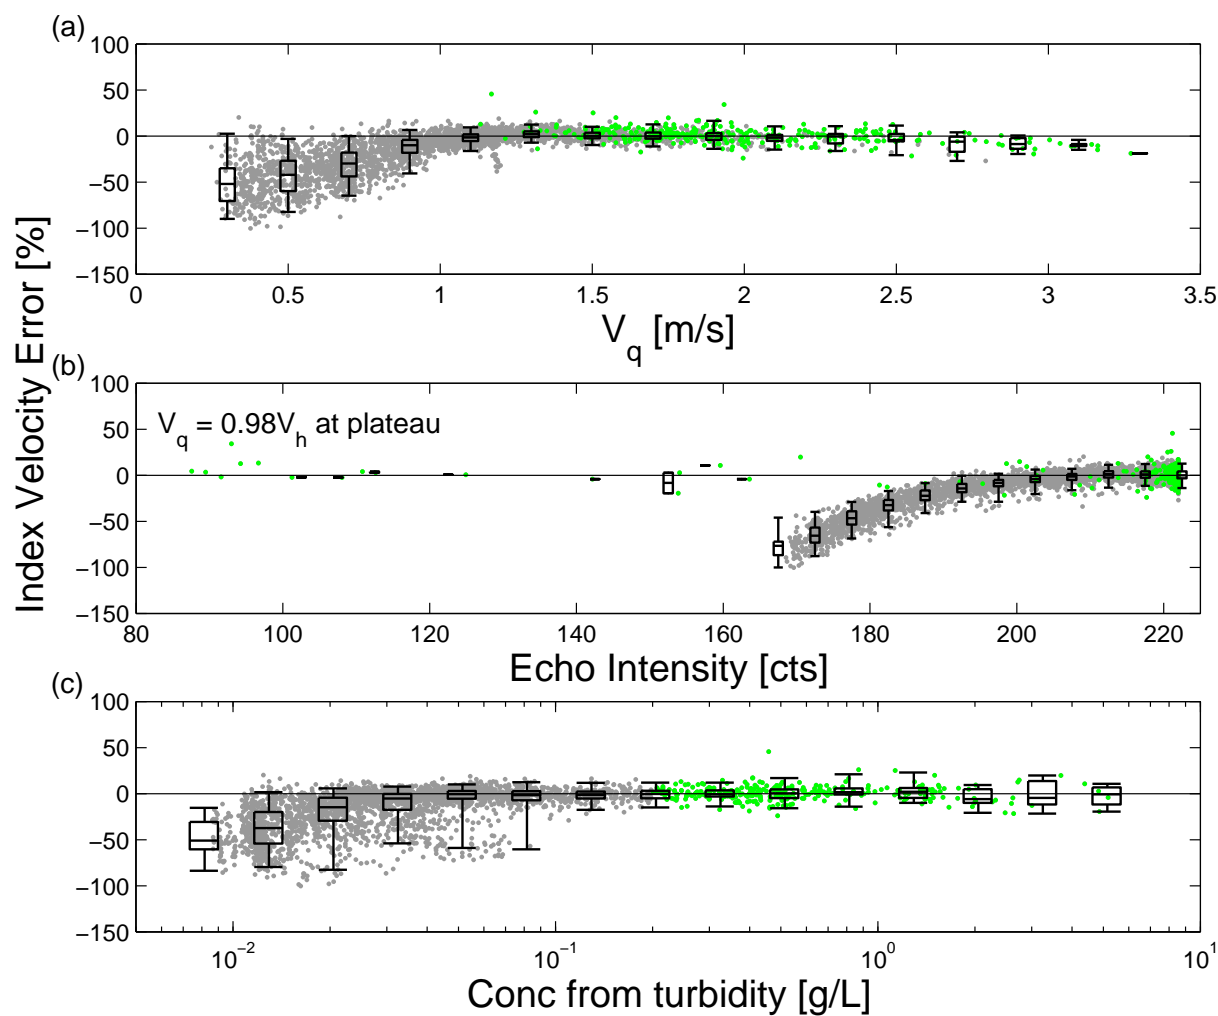 (a)
100
50
0
−50
−100
−150
0 0.5 1 1.5 2 2.5 3 3.5
V_q [m/s]
Index Velocity Error [%]
(b)
100
50
0
−50
−100
−150
V_q = 0.98V_h at plateau
80 100 120 140 160 180 200 220
Echo Intensity [cts]
(c)
100
50
0
−50
−100
−150
10^−2 10^−1 10^0 10^1
Conc from turbidity [g/L]